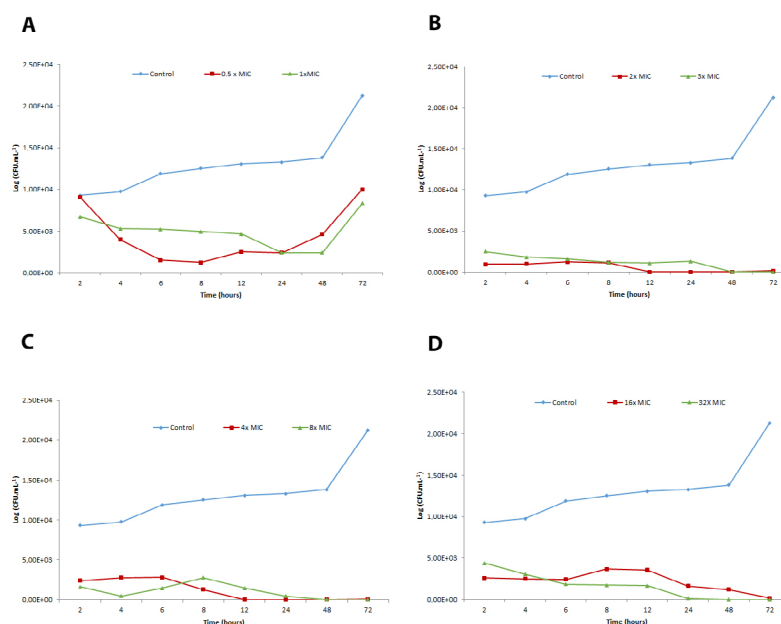 A
Control 0.5 x MIC 1xMIC
Log (CFU.mL-1)
2.50E+04
2.00E+04
1.50E+04
1.00E+04
5.00E+03
0.00E+00
2 4 6 8 12 24 48 72
Time (hours)
B
Control 2x MIC 3x MIC
Log (CFU.mL-1)
2.50E+04
2.00E+04
1.50E+04
1.00E+04
5.00E+03
0.00E+00
2 4 6 8 12 24 48 72
Time (hours)
C
Control 4x MIC 8x MIC
Log (CFU.mL-1)
2.50E+04
2.00E+04
1.50E+04
1.00E+04
5.00E+03
0.00E+00
2 4 6 8 12 24 48 72
Time (hours)
D
Control 16x MIC 32X MIC
Log (CFU.mL-1)
2.50E+04
2.00E+04
1.50E+04
1.00E+04
5.00E+03
0.00E+00
2 4 6 8 12 24 48 72
Time (hours)